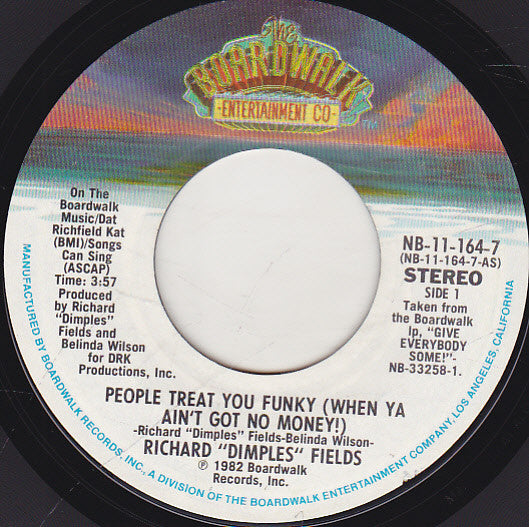 The
BOARDWALK
-ENTERTAINMENT CO-
On The
Boardwalk
Music/Dat
Richfield Kat
(BMI)/Songs
Can Sing
(ASCAP)
Time: 3:57
Produced
by Richard
"Dimples"
Fields and
Belinda Wilson
for DRK
Productions, Inc.
NB-11-164-7
(NB-11-164-7-AS)
STEREO
SIDE 1
Taken from
the Boardwalk
lp, "GIVE
EVERYBODY
SOME!"-
NB-33258-1.
PEOPLE TREAT YOU FUNKY (WHEN YA
AIN'T GOT NO MONEY!)
-Richard "Dimples" Fields-Belinda Wilson-
RICHARD "DIMPLES" FIELDS
℗ 1982 Boardwalk
Records, Inc.
MANUFACTURED BY BOARDWALK RECORDS, INC., A DIVISION OF THE BOARDWALK ENTERTAINMENT COMPANY, LOS ANGELES, CALIFORNIA